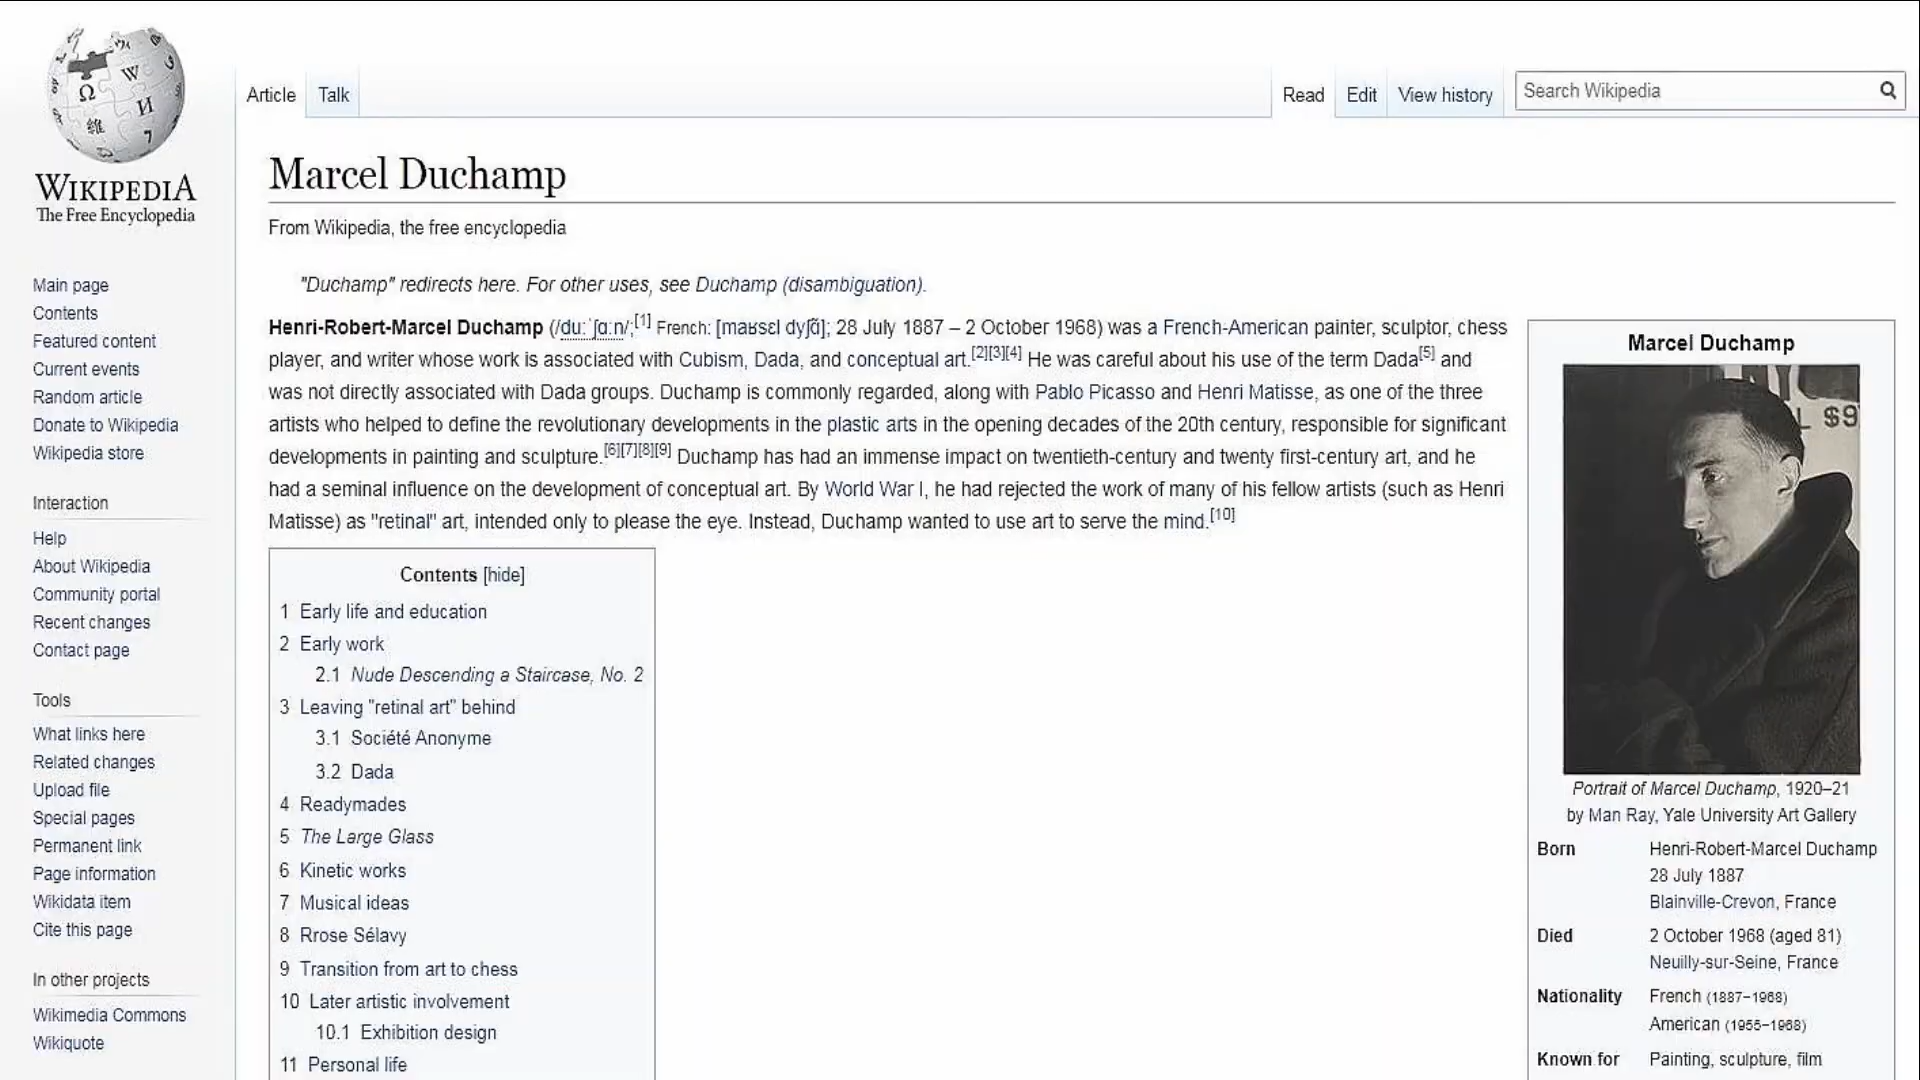 WIKIPEDIA
The Free Encyclopedia
Main page
Contents
Featured content
Current events
Random article
Donate to Wikipedia
Wikipedia store
Interaction
Help
About Wikipedia
Community portal
Recent changes
Contact page
Tools
What links here
Related changes
Upload file
Special pages
Permanent link
Page information
Wikidata item
Cite this page
In other projects
Wikimedia Commons
Wikiquote
Article Talk
Read Edit View history Search Wikipedia
Marcel Duchamp
From Wikipedia, the free encyclopedia
"Duchamp" redirects here. For other uses, see Duchamp (disambiguation).
Henri-Robert-Marcel Duchamp (/duːˈʃɑːn/;[1] French: [maʁsɛl dyʃɑ̃]; 28 July 1887 – 2 October 1968) was a French-American painter, sculptor, chess
player, and writer whose work is associated with Cubism, Dada, and conceptual art.[2][3][4] He was careful about his use of the term Dada[5] and
was not directly associated with Dada groups. Duchamp is commonly regarded, along with Pablo Picasso and Henri Matisse, as one of the three
artists who helped to define the revolutionary developments in the plastic arts in the opening decades of the 20th century, responsible for significant
developments in painting and sculpture.[6][7][8][9] Duchamp has had an immense impact on twentieth-century and twenty first-century art, and he
had a seminal influence on the development of conceptual art. By World War I, he had rejected the work of many of his fellow artists (such as Henri
Matisse) as "retinal" art, intended only to please the eye. Instead, Duchamp wanted to use art to serve the mind.[10]
Contents [hide]
1 Early life and education
2 Early work
2.1 Nude Descending a Staircase, No. 2
3 Leaving "retinal art" behind
3.1 Société Anonyme
3.2 Dada
4 Readymades
5 The Large Glass
6 Kinetic works
7 Musical ideas
8 Rrose Sélavy
9 Transition from art to chess
10 Later artistic involvement
10.1 Exhibition design
11 Personal life
Marcel Duchamp
L $9
Portrait of Marcel Duchamp, 1920–21
by Man Ray, Yale University Art Gallery
Born Henri-Robert-Marcel Duchamp
28 July 1887
Blainville-Crevon, France
Died 2 October 1968 (aged 81)
Neuilly-sur-Seine, France
Nationality French (1887–1968)
American (1955–1968)
Known for Painting, sculpture, film